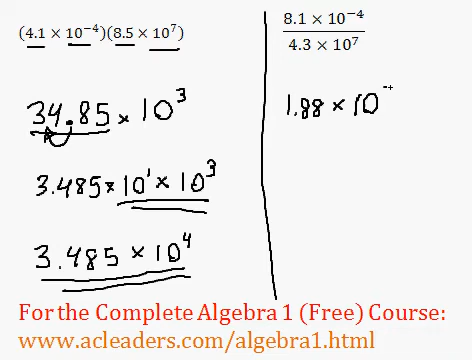 (4.1 × 10⁻⁴)(8.5 × 10⁷)
34.85 × 10³
3.485 × 10¹ × 10³
3.485 × 10⁴
8.1 × 10⁻⁴
4.3 × 10⁷
1.88 × 10
For the Complete Algebra 1 (Free) Course:
www.acleaders.com/algebra1.html